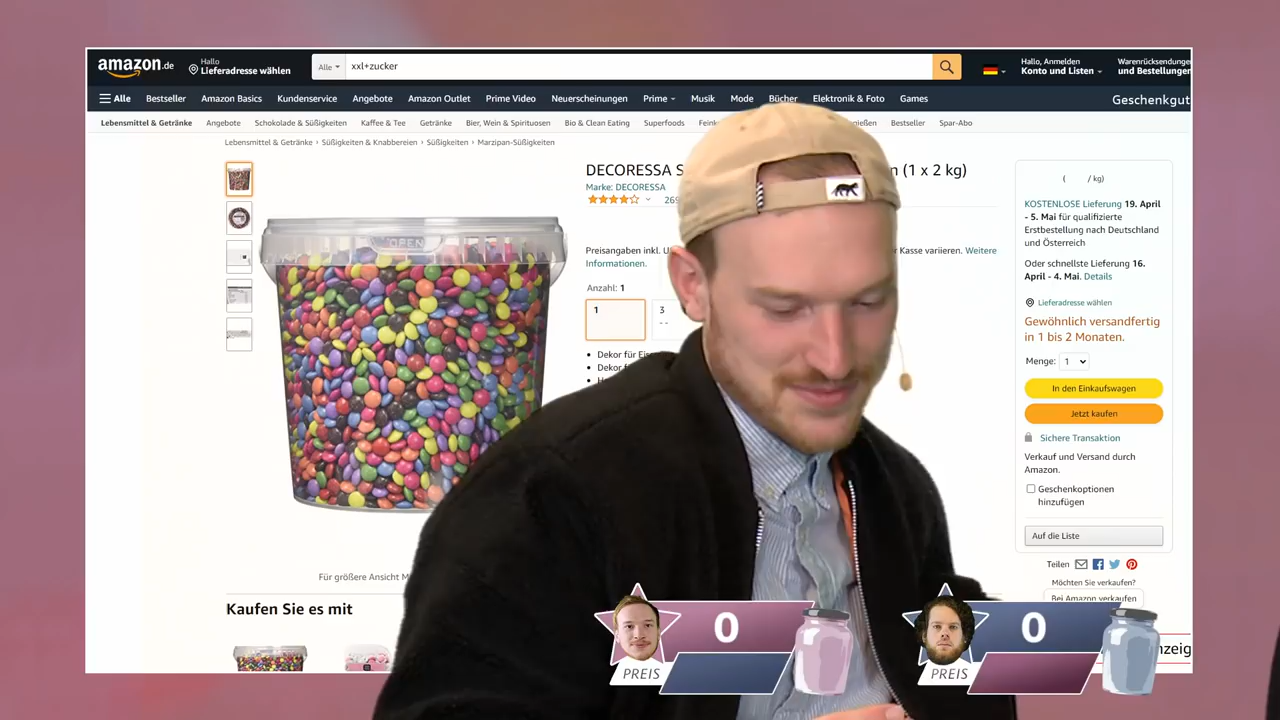 amazon.de
Hallo
Lieferadresse wählen
Alle
xxl+zucker
Hallo, Anmelden
Konto und Listen
Warenrücksendungen
und Bestellungen
Alle
Bestseller
Amazon Basics
Kundenservice
Angebote
Amazon Outlet
Prime Video
Neuerscheinungen
Prime
Musik
Mode
Bücher
Elektronik & Foto
Games
Geschenkgut
Lebensmittel & Getränke
Angebote
Schokolade & Süßigkeiten
Kaffee & Tee
Getränke
Bier, Wein & Spirituosen
Bio & Clean Eating
Superfoods
Bestseller
Spar-Abo
Lebensmittel & Getränke › Süßigkeiten & Knabbereien › Süßigkeiten › Marzipan-Süßigkeiten
OPEN
DECORESSA S
(1 x 2 kg)
Marke: DECORESSA
269
Preisangaben inkl. U
Kasse variieren. Weitere
Informationen.
Anzahl: 1
1
3
--
Dekor für Eis
Dekor f
Für größere Ansicht M
Kaufen Sie es mit
( / kg)
KOSTENLOSE Lieferung 19. April
- 5. Mai für qualifizierte
Erstbestellung nach Deutschland
und Österreich
Oder schnellste Lieferung 16.
April - 4. Mai. Details
Lieferadresse wählen
Gewöhnlich versandfertig
in 1 bis 2 Monaten.
Menge: 1
In den Einkaufswagen
Jetzt kaufen
Sichere Transaktion
Verkauf und Versand durch
Amazon.
Geschenkoptionen
hinzufügen
Auf die Liste
Teilen
Möchten Sie verkaufen?
Bei Amazon verkaufen
nzeig
0
PREIS
0
PREIS